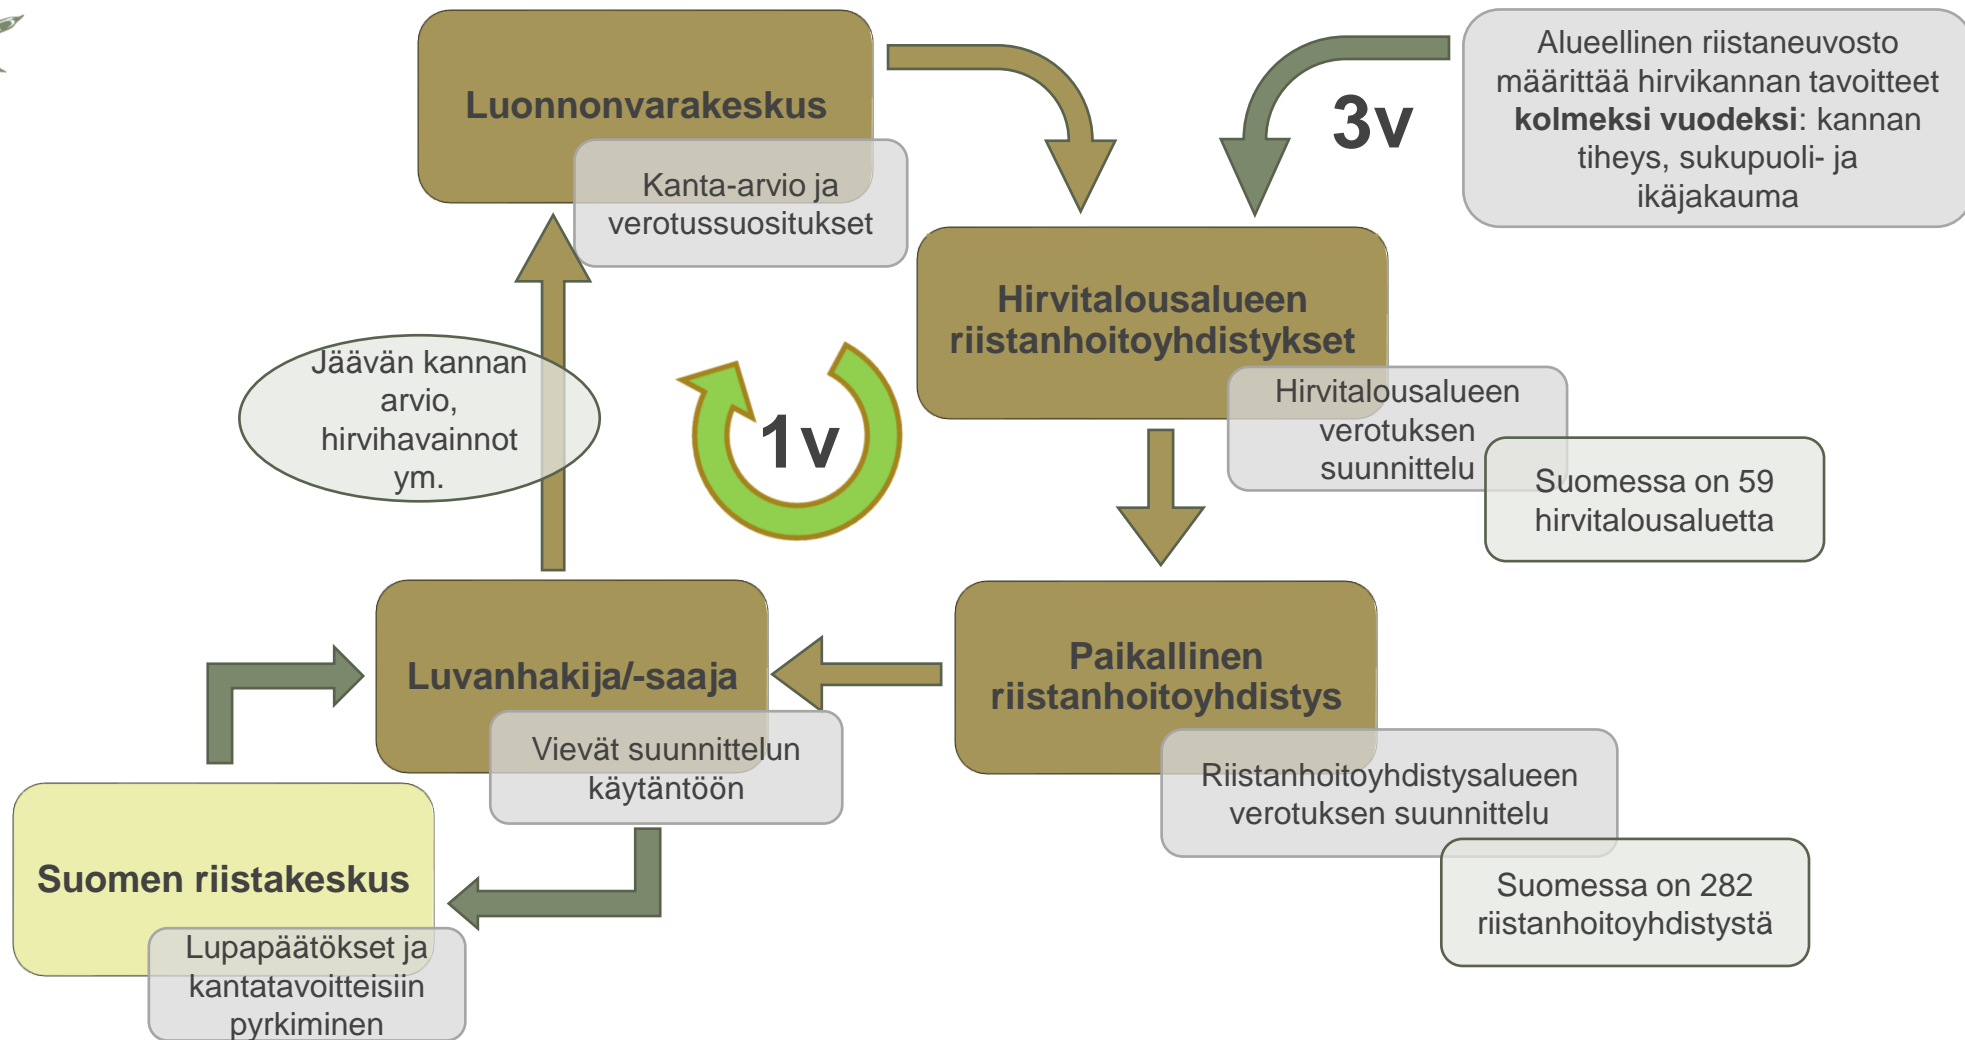 Luonnonvarakeskus
Kanta-arvio ja
verotussuositukset
3v
Alueellinen riistaneuvosto
määrittää hirvikannan tavoitteet
kolmeksi vuodeksi: kannan
tiheys, sukupuoli- ja
ikäjakauma
Hirvitalousalueen
riistanhoitoyhdistykset
Hirvitalousalueen
verotuksen
suunnittelu
Suomessa on 59
hirvitalousaluetta
Jäävän kannan
arvio,
hirvihavainnot
ym.
1v
Paikallinen
riistanhoitoyhdistys
Riistanhoitoyhdistysalueen
verotuksen suunnittelu
Suomessa on 282
riistanhoitoyhdistystä
Luvanhakija/-saaja
Vievät suunnittelun
käytäntöön
Suomen riistakeskus
Lupapäätökset ja
kantatavoitteisiin
pyrkiminen